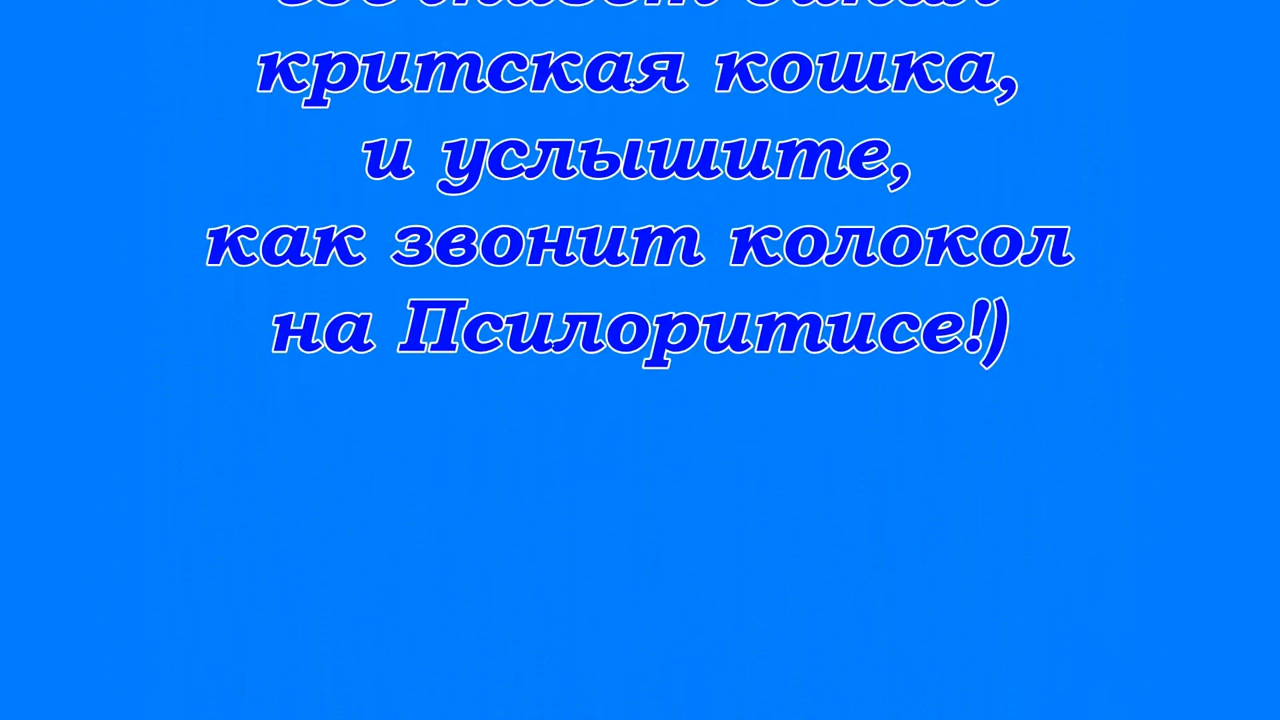 критская кошка,
и услышите,
как звонит колокол
на Псилоритисе!)